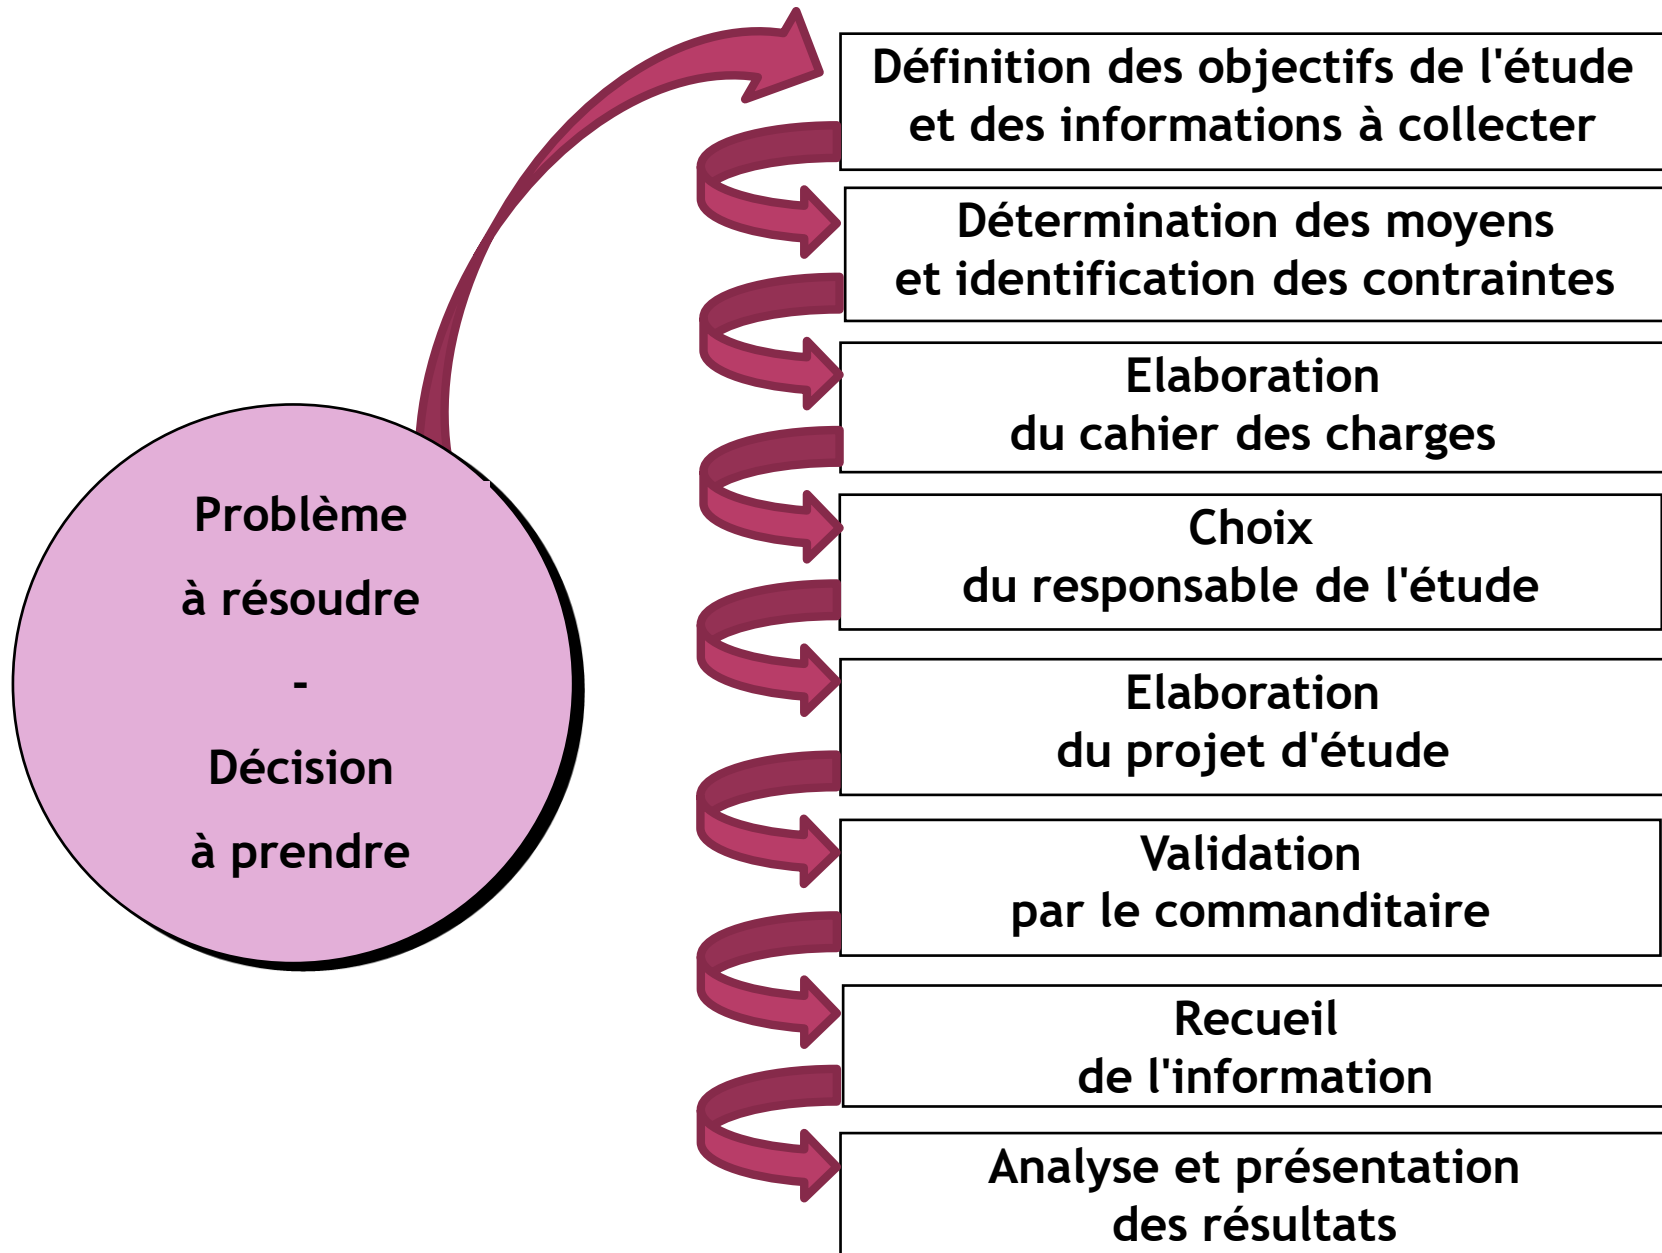 Problème
à résoudre
-
Décision
à prendre
Définition des objectifs de l'étude
et des informations à collecter
Détermination des moyens
et identification des contraintes
Elaboration
du cahier des charges
Choix
du responsable de l'étude
Elaboration
du projet d'étude
Validation
par le commanditaire
Recueil
de l'information
Analyse et présentation
des résultats